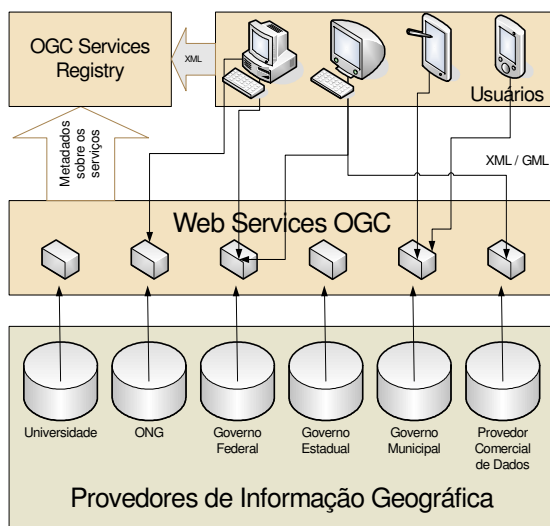 OGC Services
Registry
XML
Usuários
Metadados
sobre os
serviços
XML / GML
Web Services OGC
Universidade
ONG
Governo
Federal
Governo
Estadual
Governo
Municipal
Provedor
Comercial
de Dados
Provedores de Informação Geográfica